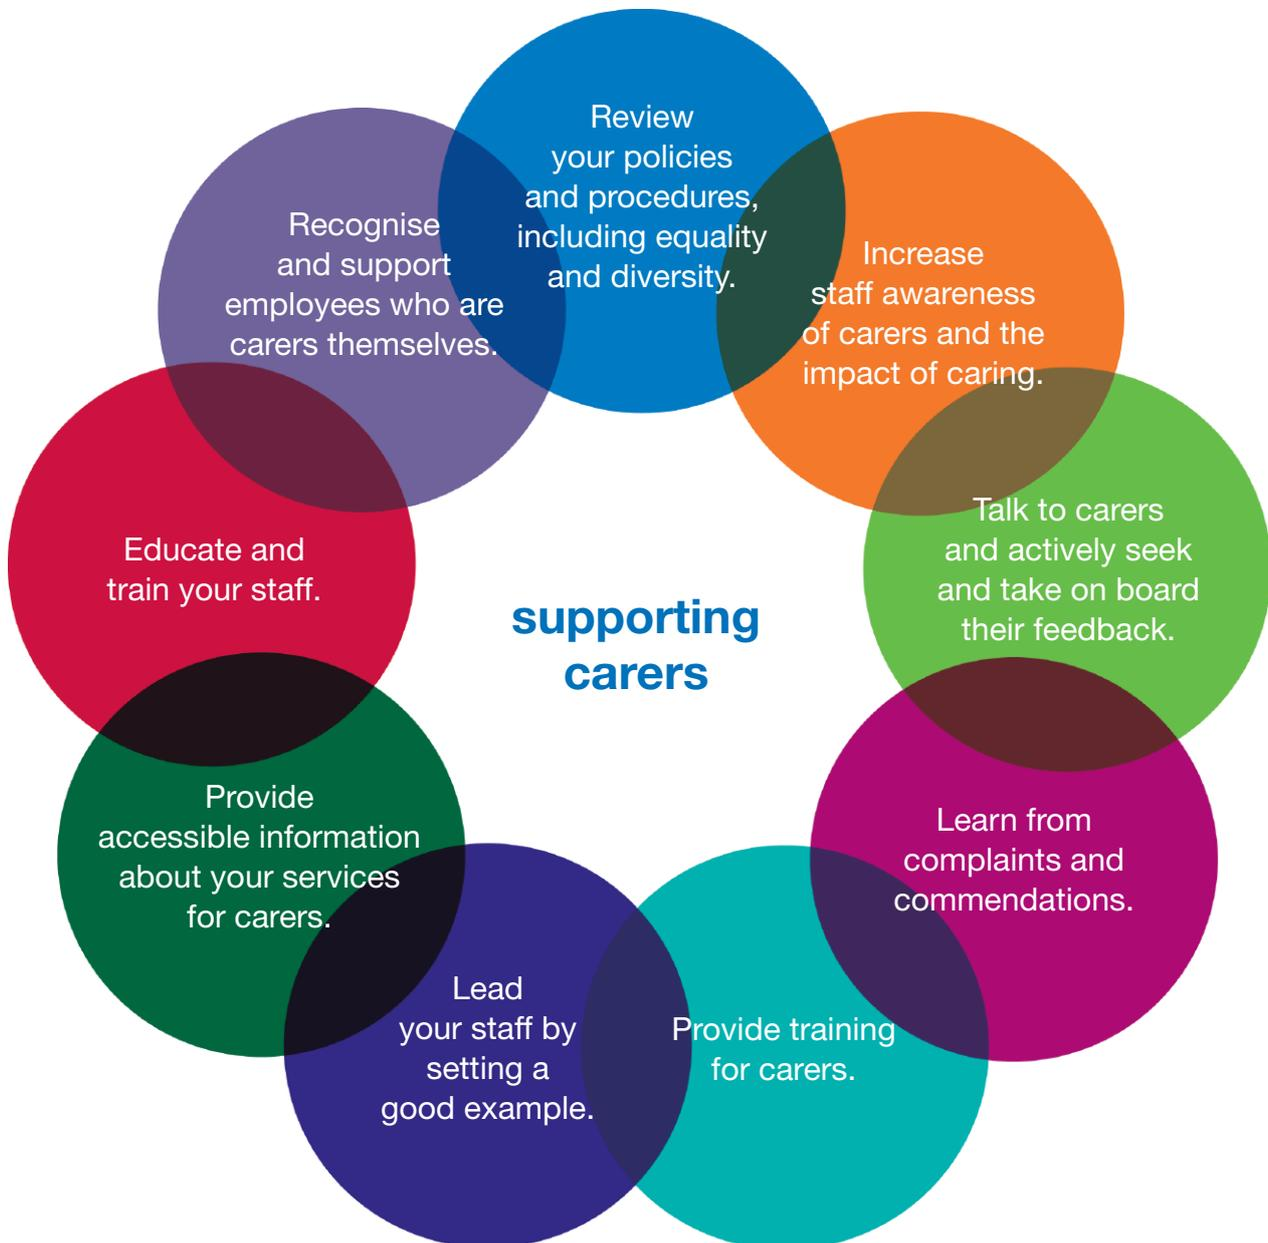 Review
your policies
and procedures,
including equality
and diversity.
Increase
staff awareness
of carers and the
impact of caring.
Talk to carers
and actively seek
and take on board
their feedback.
Learn from
complaints and
commendations.
Provide training
for carers.
Lead
your staff by
setting a
good example.
Provide
accessible information
about your services
for carers.
Educate and
train your staff.
Recognise
and support
employees who are
carers themselves.
supporting
carers